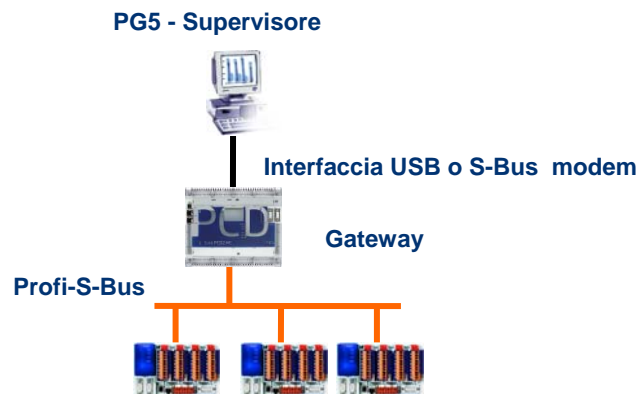 PG5 - Supervisore
Interfaccia USB o S-Bus modem
PCD
Gateway
Profi-S-Bus